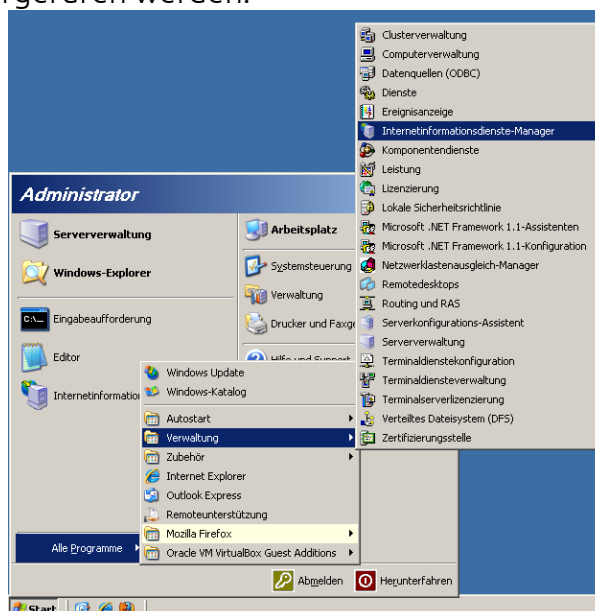 Clusterverwaltung
Computerverwaltung
Datenquellen (ODBC)
Dienste
Ereignisanzeige
Internetinformationsdienste-Manager
Komponentendienste
Leistung
Lizenzierung
Lokale Sicherheitsrichtlinie
Microsoft .NET Framework 1.1-Assistenten
Microsoft .NET Framework 1.1-Konfiguration
Netzwerklastenausgleich-Manager
Remotedesktops
Routing und RAS
Serverkonfigurations-Assistent
Serververwaltung
Terminaldienstekonfiguration
Terminaldiensteverwaltung
Terminalserverlizenzierung
Verteiltes Dateisystem (DFS)
Zertifizierungsstelle
Administrator
Serververwaltung
Windows-Explorer
Eingabeaufforderung
Editor
Internetinformation
Arbeitsplatz
Systemsteuerung
Verwaltung
Drucker und Faxge
Hilfe und Support
Windows Update
Windows-Katalog
Autostart
Verwaltung
Zubehör
Internet Explorer
Outlook Express
Remoteunterstützung
Mozilla Firefox
Oracle VM VirtualBox Guest Additions
Alle Programme
Abmelden
Herunterfahren
Start